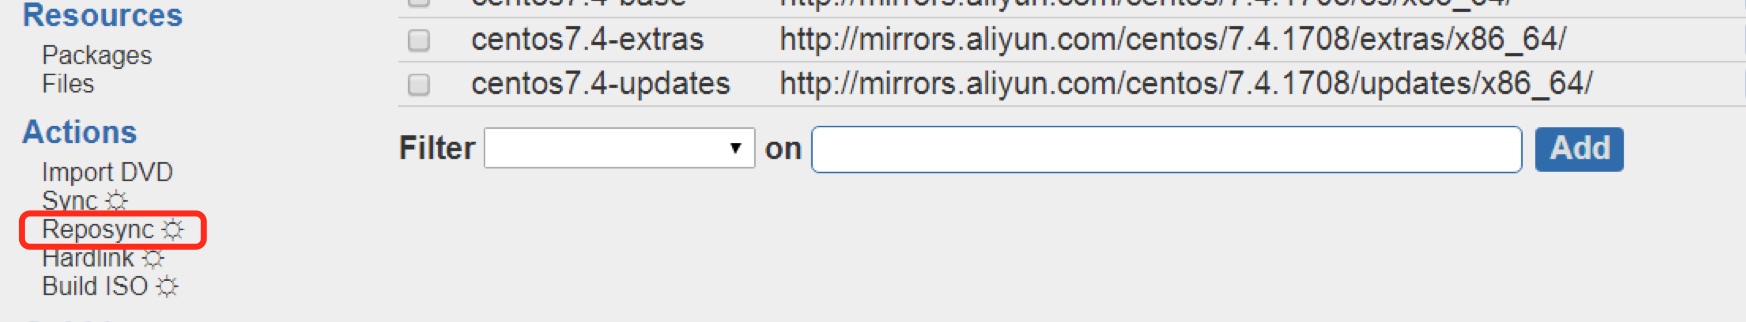 Resources
Packages
Files
Actions
Import DVD
Sync
Reposync
Hardlink
Build ISO
centos7.4-base http://mirrors.aliyun.com/centos/7.4.1708/os/x86_64/
centos7.4-extras http://mirrors.aliyun.com/centos/7.4.1708/extras/x86_64/
centos7.4-updates http://mirrors.aliyun.com/centos/7.4.1708/updates/x86_64/
Filter on Add